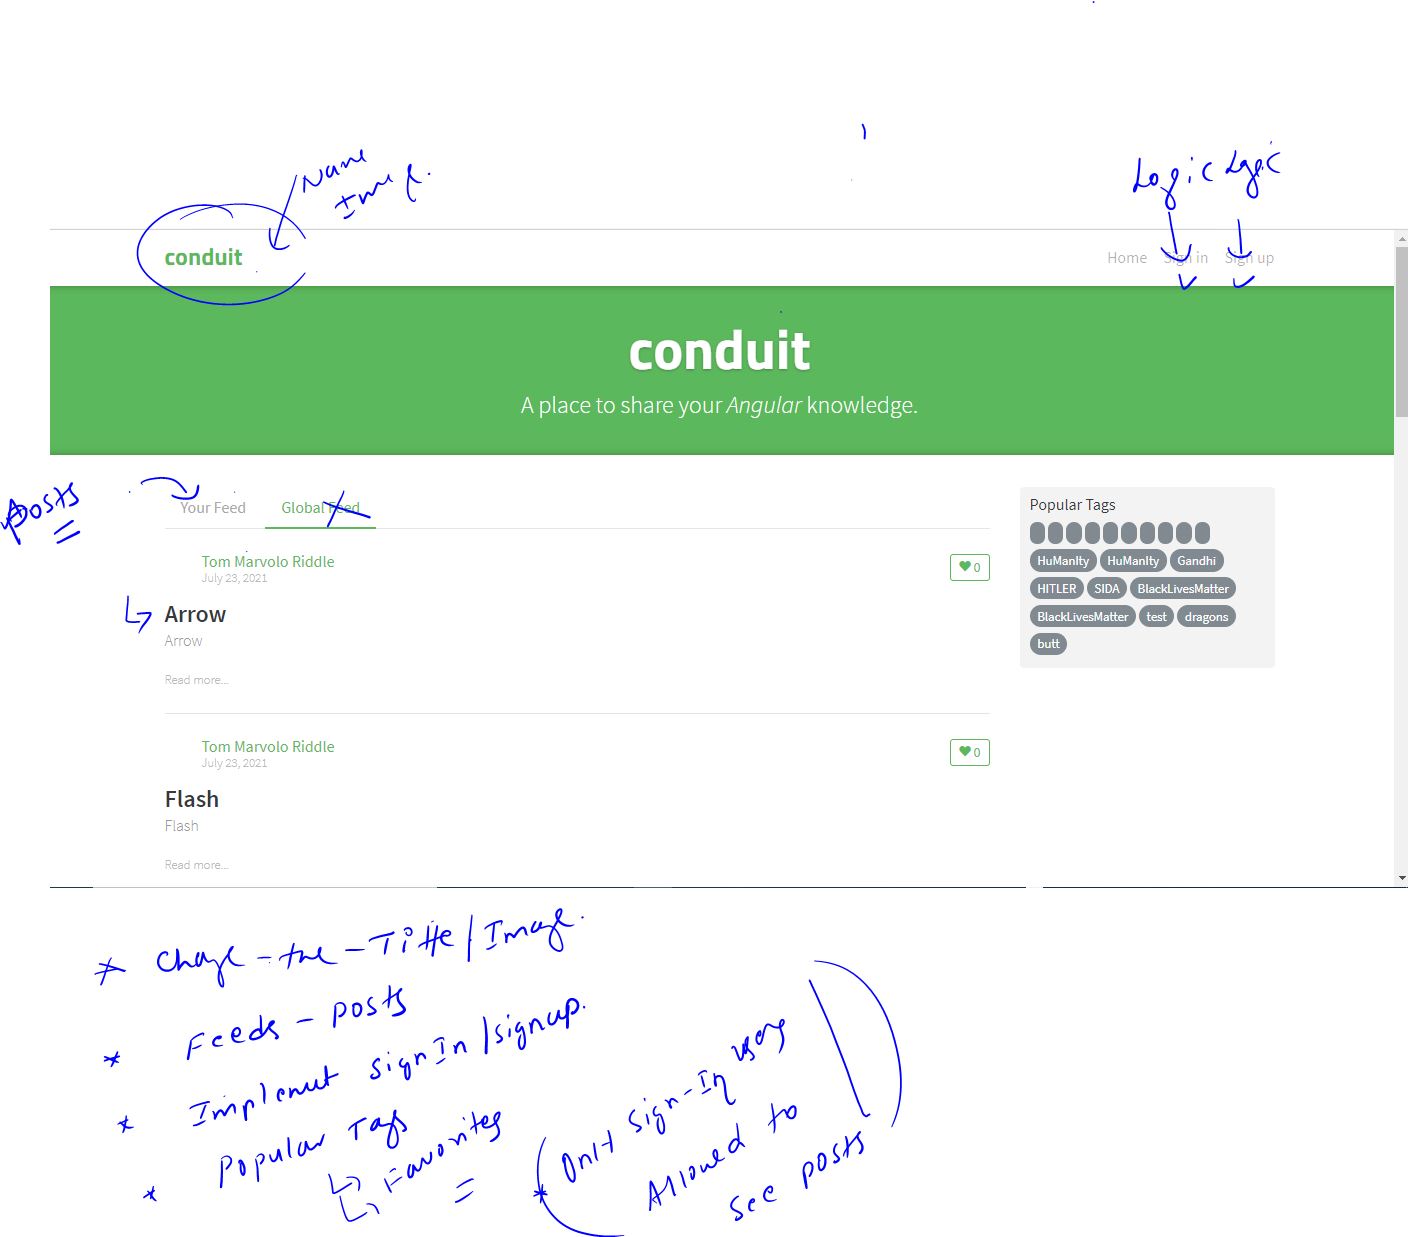 Name
Image.
Logic Logic
conduit
Home Sign in Sign up
conduit
A place to share your Angular knowledge.
posts
Your Feed Global Feed
Popular Tags
HuManIty HuManIty Gandhi
HITLER SIDA BlackLivesMatter
BlackLivesMatter test dragons
butt
Tom Marvolo Riddle
July 23, 2021
0
Arrow
Arrow
Read more...
Tom Marvolo Riddle
July 23, 2021
0
Flash
Flash
Read more...
* Change-the-Title/Image.
* Feeds - posts
* Implement signIn/signup.
* Popular Tags
Favorites
* Only sign-In users
Allowed to
see posts